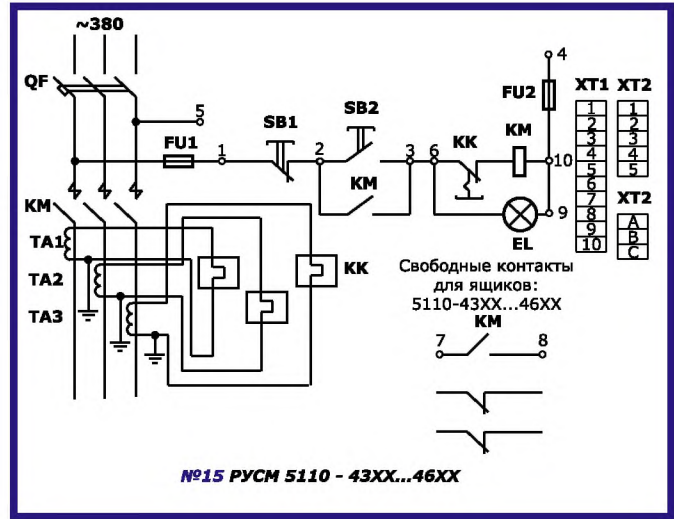 ~380
QF
5
FU1
1
SB1
2
SB2
KM
3
6
KK
KM
10
4
FU2
9
EL
XT1
1
2
3
4
5
6
7
8
9
10
XT2
1
2
3
4
5
XT2
A
B
C
KM
TA1
TA2
TA3
KK
Свободные контакты
для ящиков:
5110-43XX...46XX
KM
7
8
№15 РУСМ 5110 - 43XX...46XX